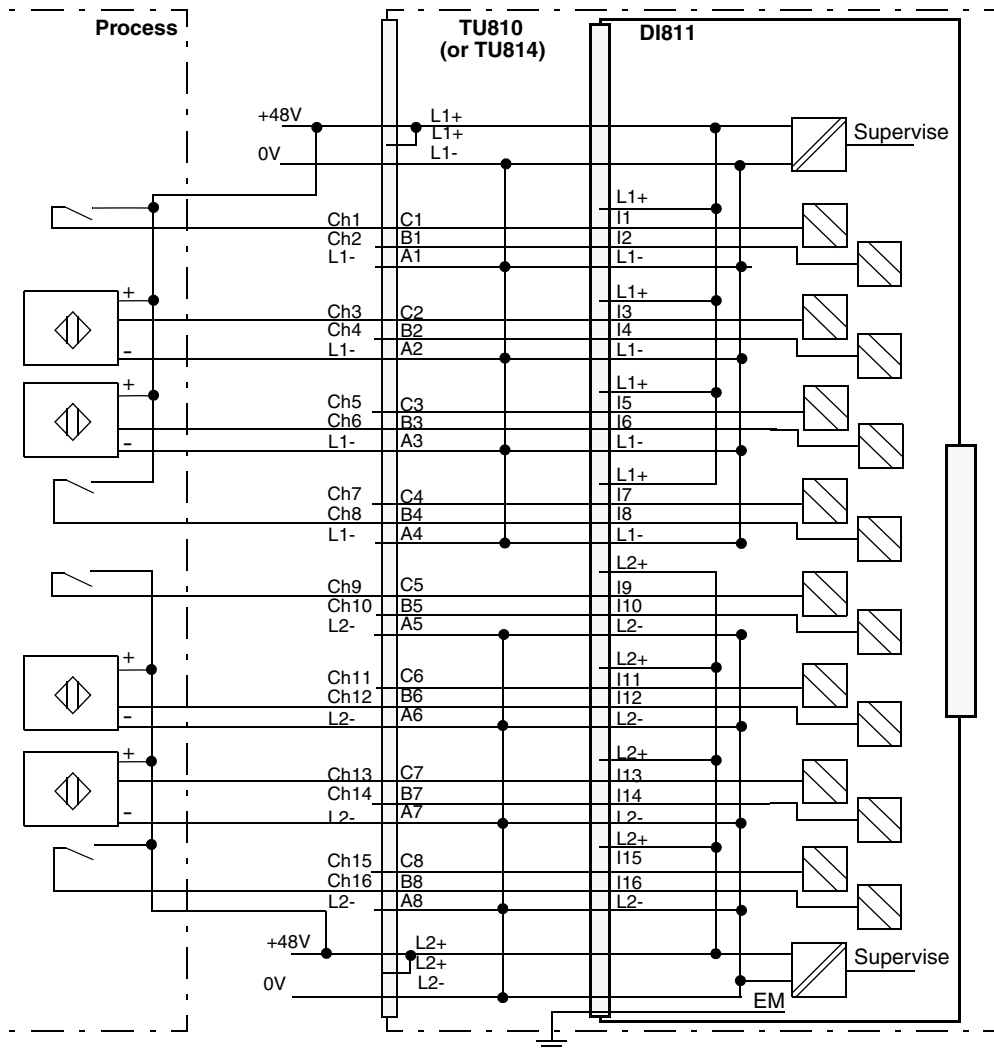 Process
TU810
(or TU814)
DI811
+48V
L1+
L1+
0V
L1-
Supervise
L1+
Ch1 C1 I1
Ch2 B1 I2
L1- A1 L1-
+
L1+
Ch3 C2 I3
Ch4 B2 I4
L1- A2 L1-
-
+
L1+
Ch5 C3 I5
Ch6 B3 I6
L1- A3 L1-
-
L1+
Ch7 C4 I7
Ch8 B4 I8
L1- A4 L1-
L2+
Ch9 C5 I9
Ch10 B5 I10
L2- A5 L2-
+
L2+
Ch11 C6 I11
Ch12 B6 I12
L2- A6 L2-
-
+
L2+
Ch13 C7 I13
Ch14 B7 I14
L2- A7 L2-
-
L2+
Ch15 C8 I15
Ch16 B8 I16
L2- A8 L2-
+48V
L2+
L2+
0V
L2-
Supervise
EM